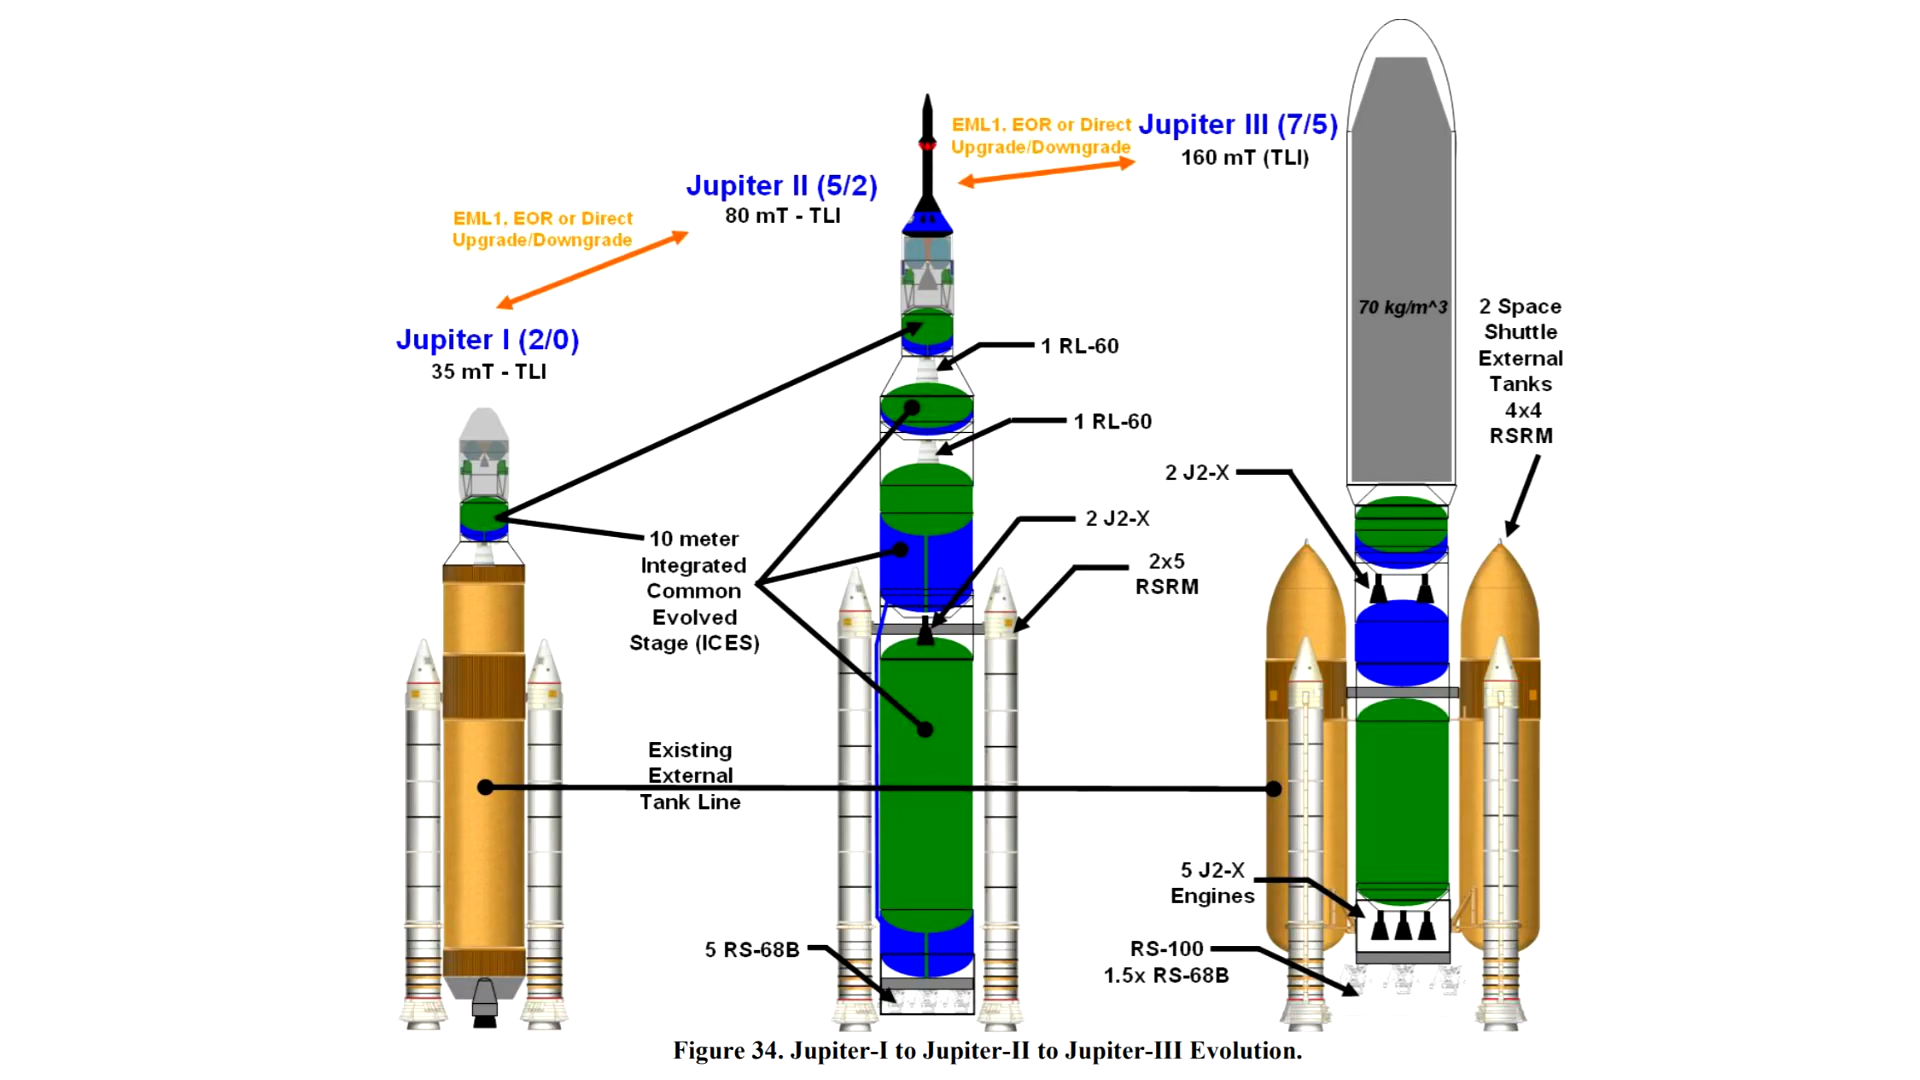 Jupiter III (7/5)
160 mT (TLI)
EML1. EOR or Direct
Upgrade/Downgrade
Jupiter II (5/2)
80 mT - TLI
EML1. EOR or Direct
Upgrade/Downgrade
Jupiter I (2/0)
35 mT - TLI
1 RL-60
1 RL-60
2 J2-X
2x5
RSRM
10 meter
Integrated
Common
Evolved
Stage (ICES)
Existing
External
Tank Line
5 RS-68B
70 kg/m^3
2 Space
Shuttle
External
Tanks
4x4
RSRM
2 J2-X
5 J2-X
Engines
RS-100
1.5x RS-68B
Figure 34. Jupiter-I to Jupiter-II to Jupiter-III Evolution.